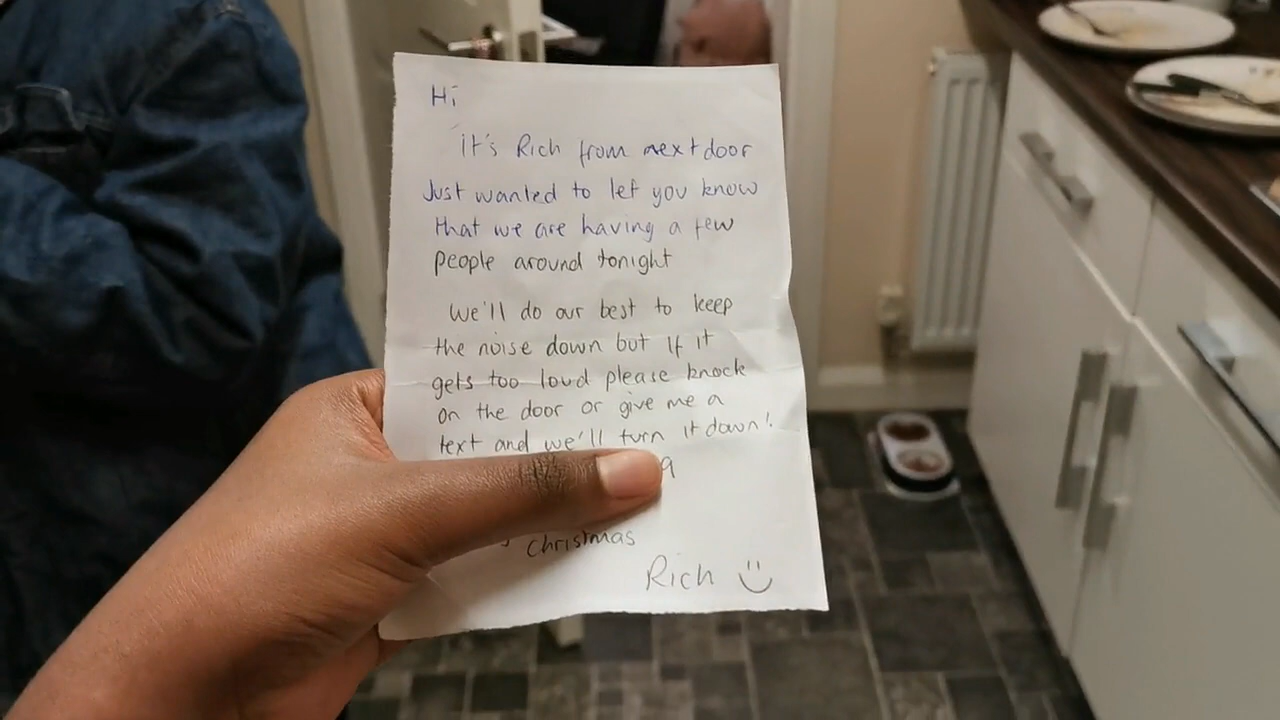 Hi
it's Rich from next door
Just wanted to let you know
that we are having a few
people around tonight
We'll do our best to keep
the noise down but if it
gets too loud please knock
on the door or give me a
text and we'll turn it down!
9
Christmas
Rich :)